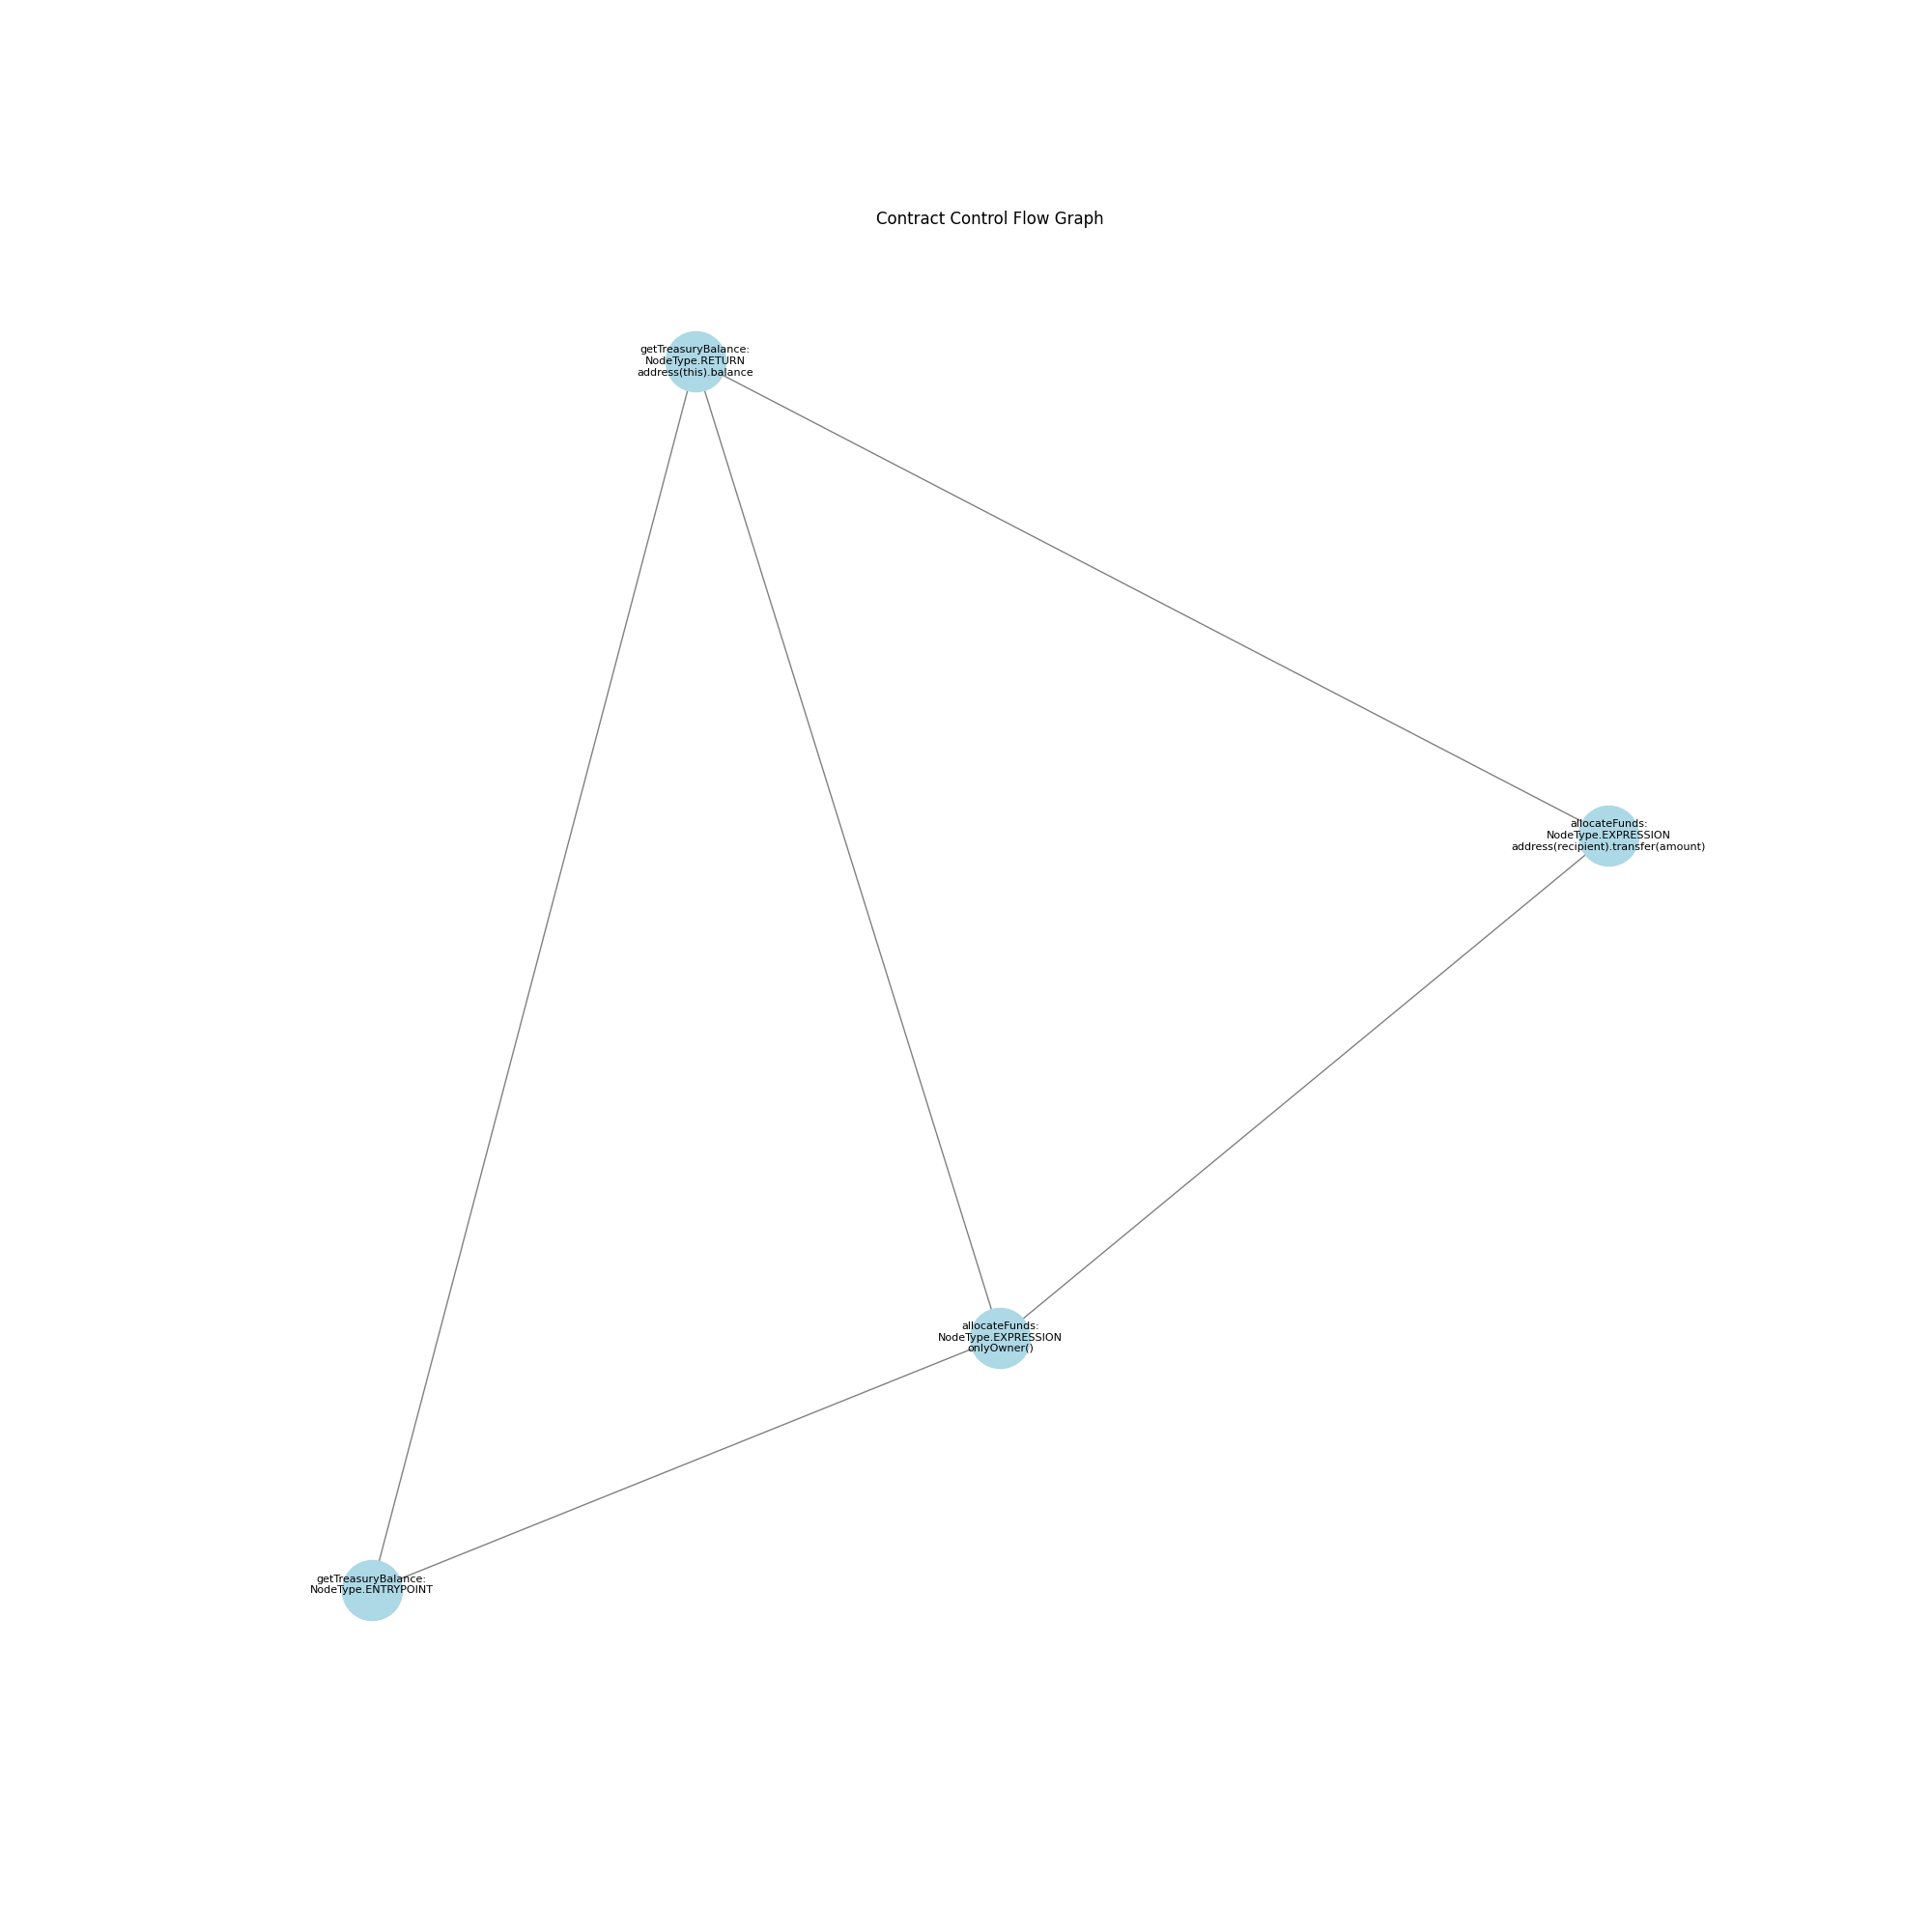 Contract Control Flow Graph
getTreasuryBalance:
NodeType.RETURN
address(this).balance
allocateFunds:
NodeType.EXPRESSION
address(recipient).transfer(amount)
allocateFunds:
NodeType.EXPRESSION
onlyOwner()
getTreasuryBalance:
NodeType.ENTRYPOINT